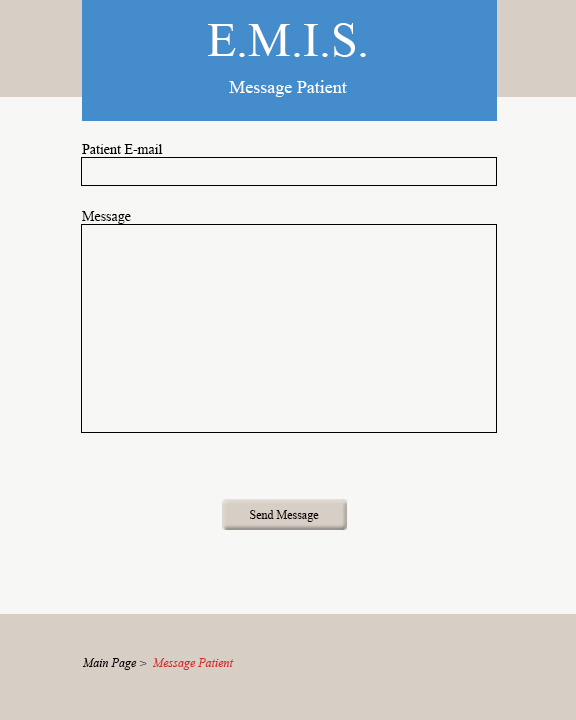 E.M.I.S.
Message Patient
Patient E-mail
Message
Send Message
Main Page > Message Patient